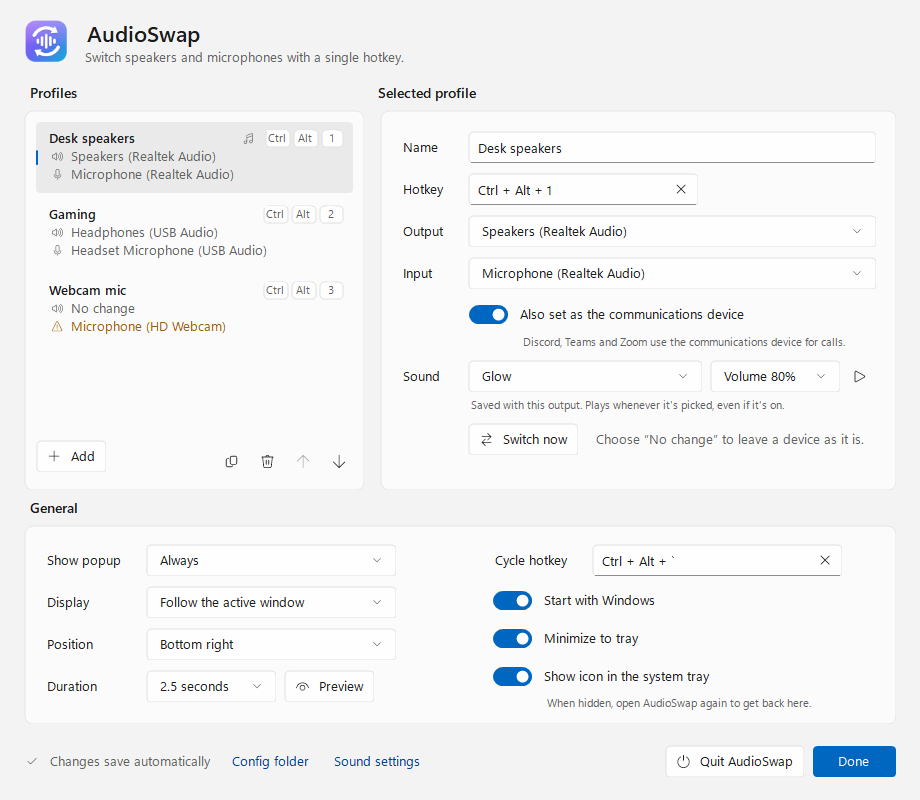 AudioSwap
Switch speakers and microphones with a single hotkey.
Profiles
Desk speakers Ctrl Alt 1
Speakers (Realtek Audio)
Microphone (Realtek Audio)
Gaming Ctrl Alt 2
Headphones (USB Audio)
Headset Microphone (USB Audio)
Webcam mic Ctrl Alt 3
No change
Microphone (HD Webcam)
Add
Selected profile
Name Desk speakers
Hotkey Ctrl + Alt + 1
Output Speakers (Realtek Audio)
Input Microphone (Realtek Audio)
Also set as the communications device
Discord, Teams and Zoom use the communications device for calls.
Sound Glow Volume 80%
Saved with this output. Plays whenever it's picked, even if it's on.
Switch now Choose “No change” to leave a device as it is.
General
Show popup Always
Display Follow the active window
Position Bottom right
Duration 2.5 seconds Preview
Cycle hotkey Ctrl + Alt + `
Start with Windows
Minimize to tray
Show icon in the system tray
When hidden, open AudioSwap again to get back here.
Changes save automatically Config folder Sound settings Quit AudioSwap Done